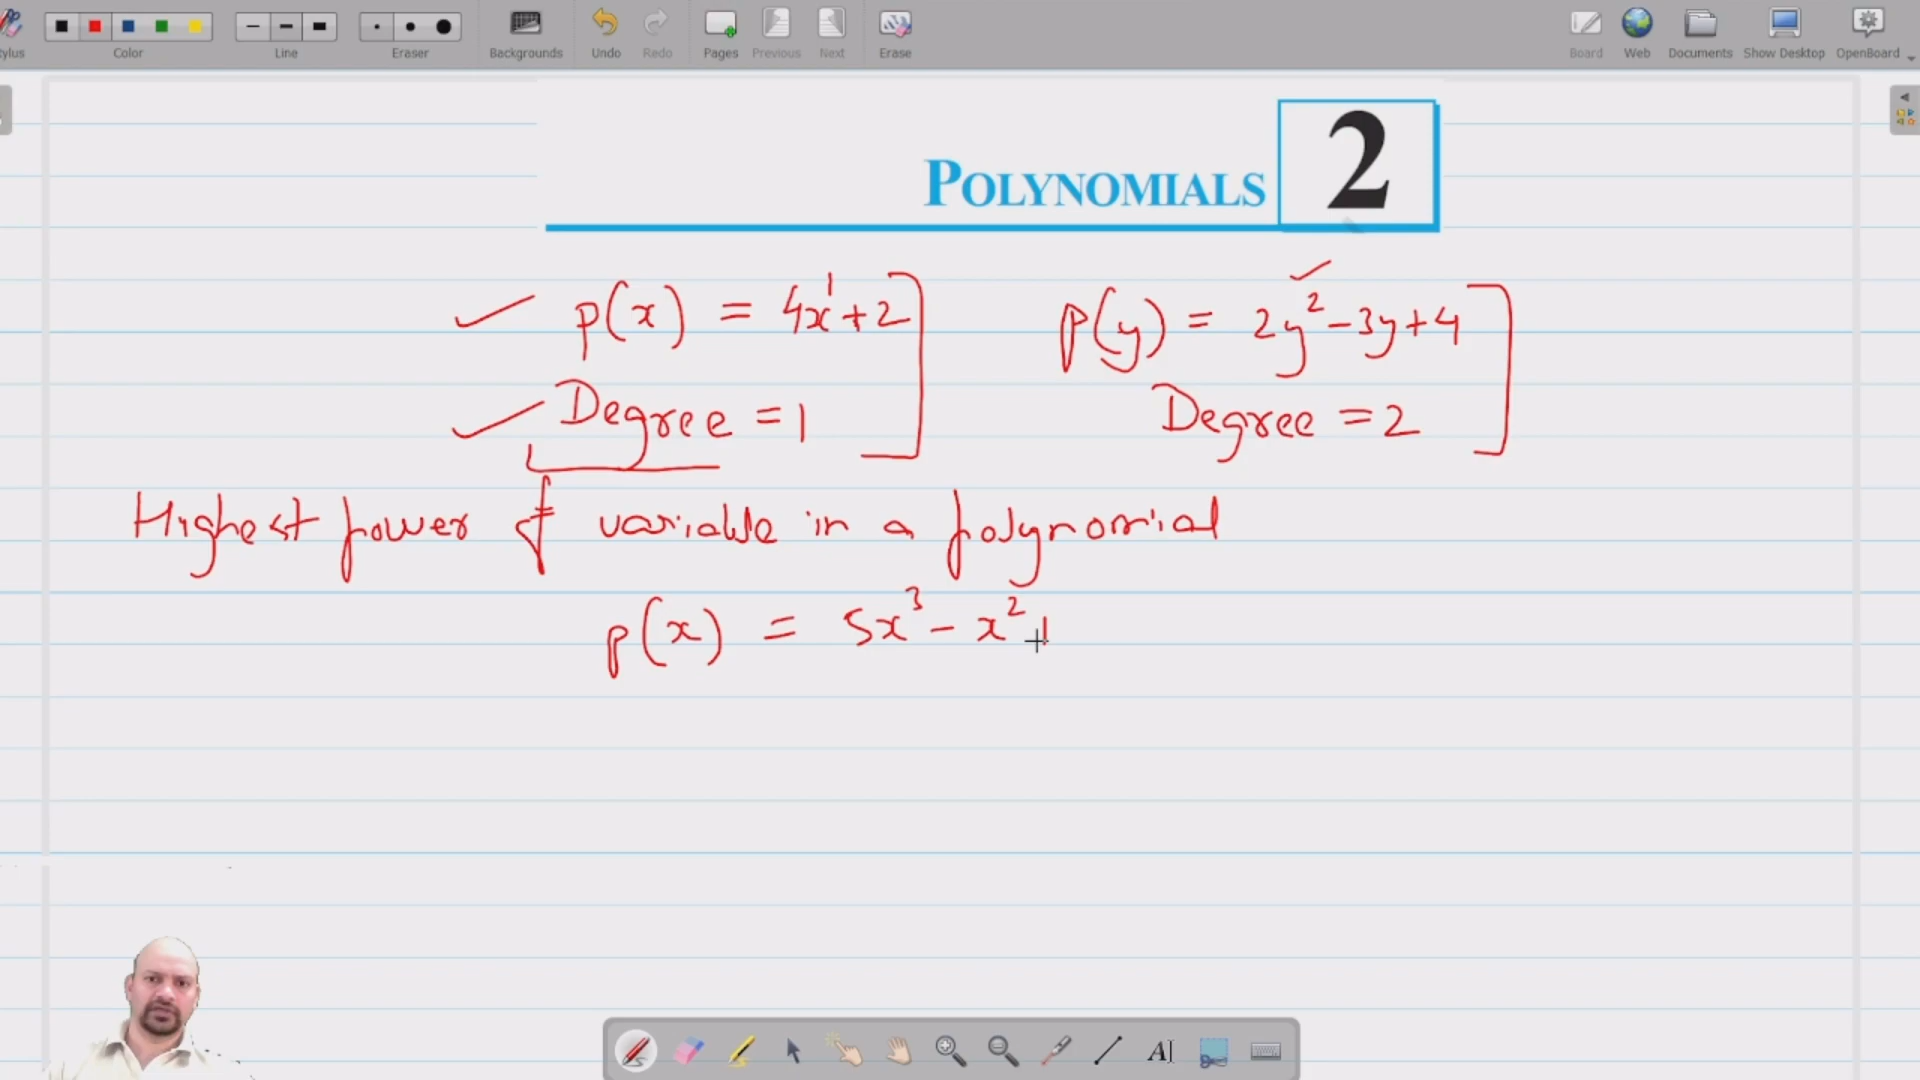 Stylus Color Line Eraser Backgrounds Undo Redo Pages Previous Next Erase Board Web Documents Show Desktop OpenBoard
POLYNOMIALS 2
p(x) = 4x¹+2
p(y) = 2y²-3y+4
Degree = 1
Degree = 2
Highest power of variable in a polynomial
p(x) = 5x³ - x² +